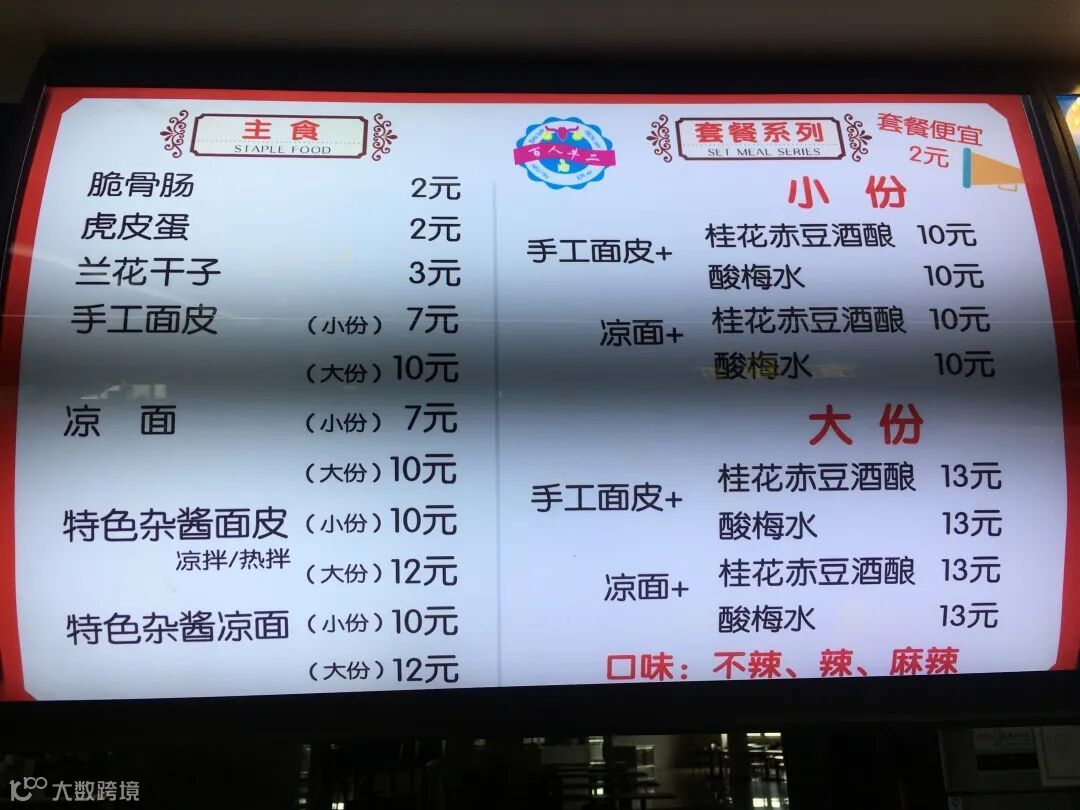 主食
STAPLE FOOD
脆骨肠 2元
虎皮蛋 2元
兰花干子 3元
手工面皮 （小份）7元
（大份）10元
凉 面 （小份）7元
（大份）10元
特色杂酱面皮 （小份）10元
凉拌/热拌 （大份）12元
特色杂酱凉面 （小份）10元
（大份）12元
百人牛二
套餐系列
SET MEAL SERIES
套餐便宜
2元
小份
手工面皮+ 桂花赤豆酒酿 10元
酸梅水 10元
凉面+ 桂花赤豆酒酿 10元
酸梅水 10元
大份
手工面皮+ 桂花赤豆酒酿 13元
酸梅水 13元
凉面+ 桂花赤豆酒酿 13元
酸梅水 13元
口味：不辣、辣、麻辣
大数跨境